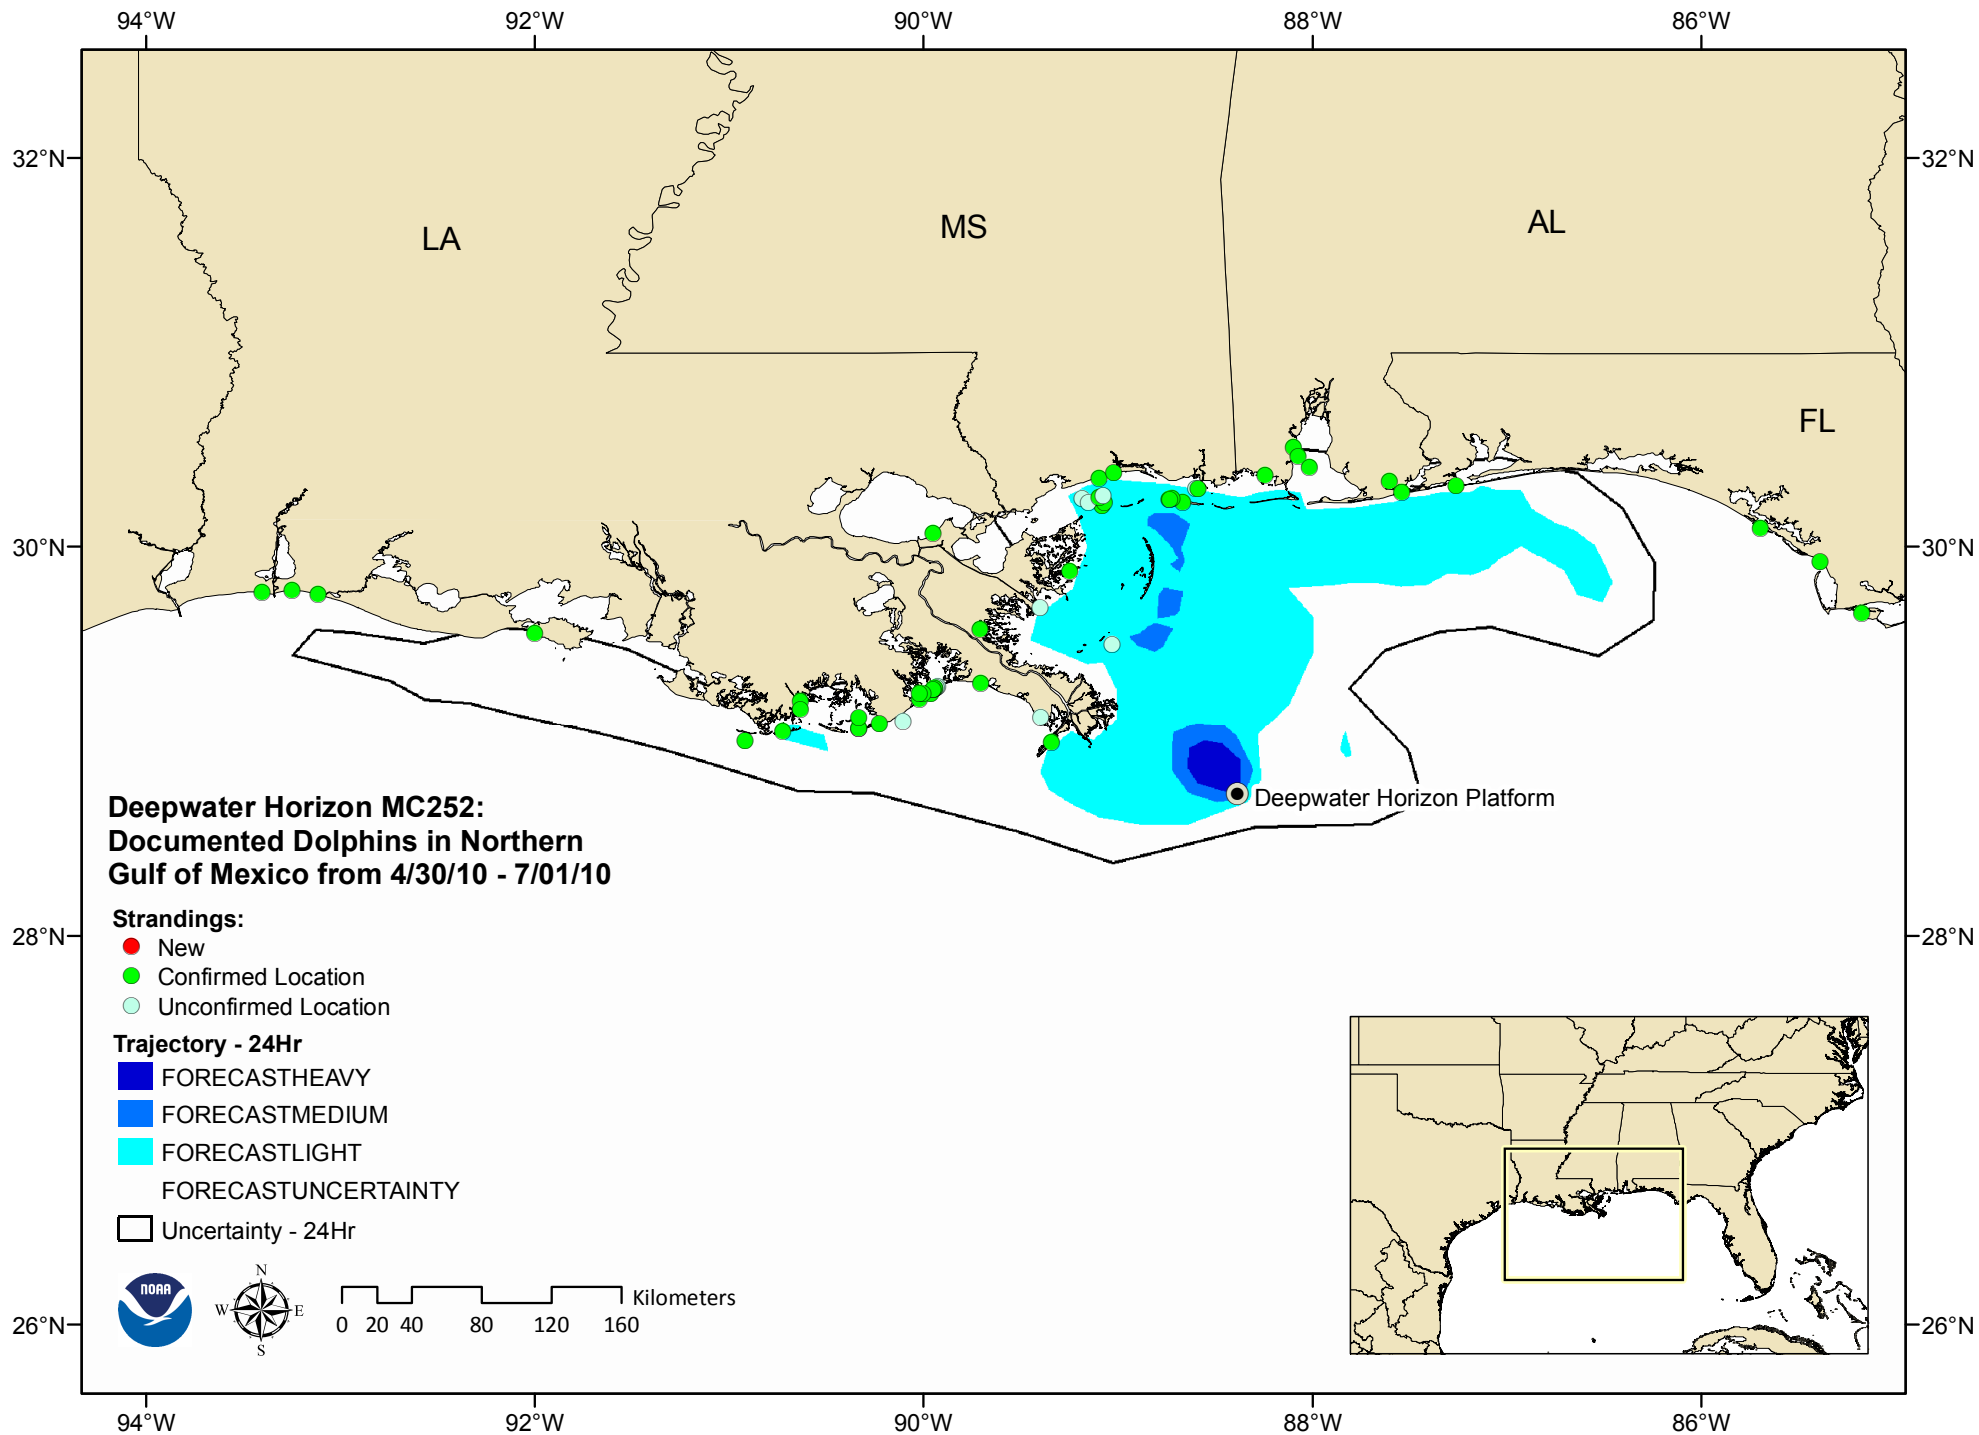 94°W 92°W 90°W 88°W 86°W
32°N 32°N
LA MS AL
FL
30°N 30°N
Deepwater Horizon Platform
Deepwater Horizon MC252:
Documented Dolphins in Northern
Gulf of Mexico from 4/30/10 - 7/01/10
28°N 28°N
Strandings:
New
Confirmed Location
Unconfirmed Location
Trajectory - 24Hr
FORECASTHEAVY
FORECASTMEDIUM
FORECASTLIGHT
FORECASTUNCERTAINTY
Uncertainty - 24Hr
NOAA
N
W E
S
Kilometers
0 20 40 80 120 160
26°N 26°N
94°W 92°W 90°W 88°W 86°W